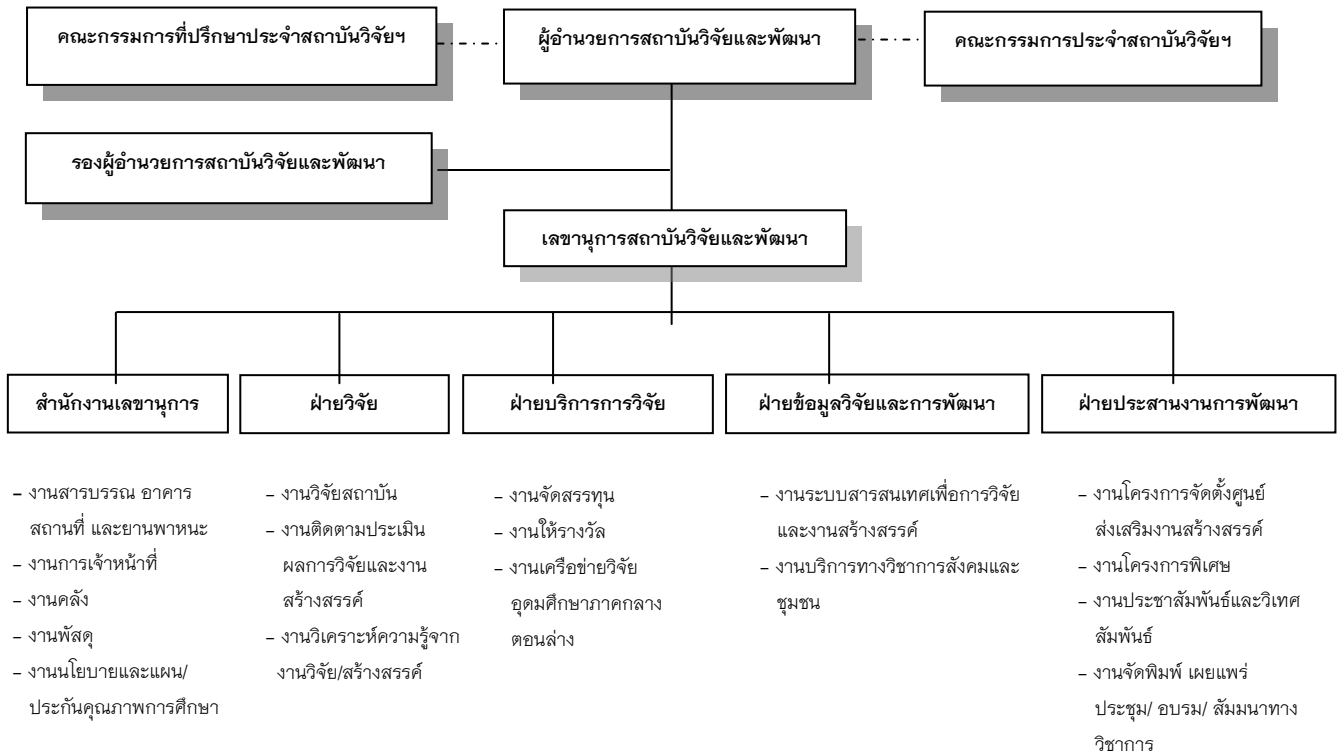 คณะกรรมการที่ปรึกษาประจำสถาบันวิจัยฯ
ผู้อำนวยการสถาบันวิจัยและพัฒนา
คณะกรรมการประจำสถาบันวิจัยฯ
รองผู้อำนวยการสถาบันวิจัยและพัฒนา
เลขานุการสถาบันวิจัยและพัฒนา
สำนักงานเลขานุการ
– งานสารบรรณ อาคาร
สถานที่ และยานพาหนะ
– งานการเจ้าหน้าที่
– งานคลัง
– งานพัสดุ
– งานนโยบายและแผน/
ประกันคุณภาพการศึกษา
ฝ่ายวิจัย
– งานวิจัยสถาบัน
– งานติดตามประเมิน
ผลการวิจัยและงาน
สร้างสรรค์
– งานวิเคราะห์ความรู้จาก
งานวิจัย/สร้างสรรค์
ฝ่ายบริการการวิจัย
– งานจัดสรรทุน
– งานให้รางวัล
– งานเครือข่ายวิจัย
อุดมศึกษาภาคกลาง
ตอนล่าง
ฝ่ายข้อมูลวิจัยและการพัฒนา
– งานระบบสารสนเทศเพื่อการวิจัย
และงานสร้างสรรค์
– งานบริการทางวิชาการสังคมและ
ชุมชน
ฝ่ายประสานงานการพัฒนา
– งานโครงการจัดตั้งศูนย์
ส่งเสริมงานสร้างสรรค์
– งานโครงการพิเศษ
– งานประชาสัมพันธ์และวิเทศ
สัมพันธ์
– งานจัดพิมพ์ เผยแพร่
ประชุม/ อบรม/ สัมมนาทาง
วิชาการ